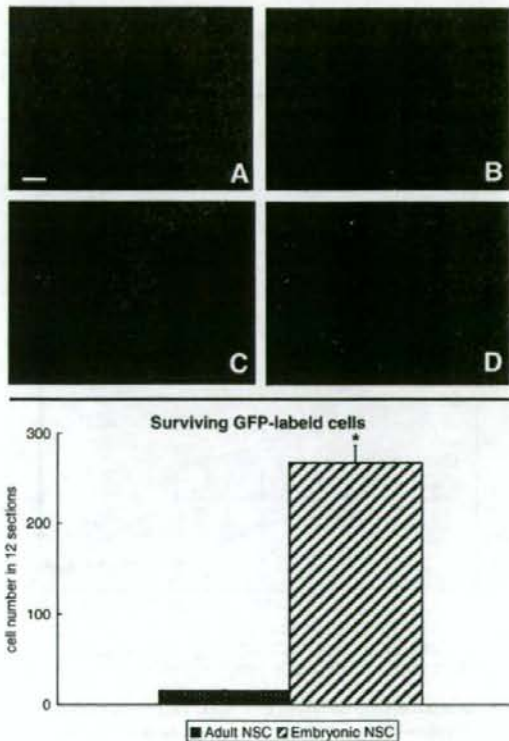 A
B
C
D
Surviving GFP-labeld cells
300
200
100
0
cell number in 12 sections
*
Adult NSC Embryonic NSC